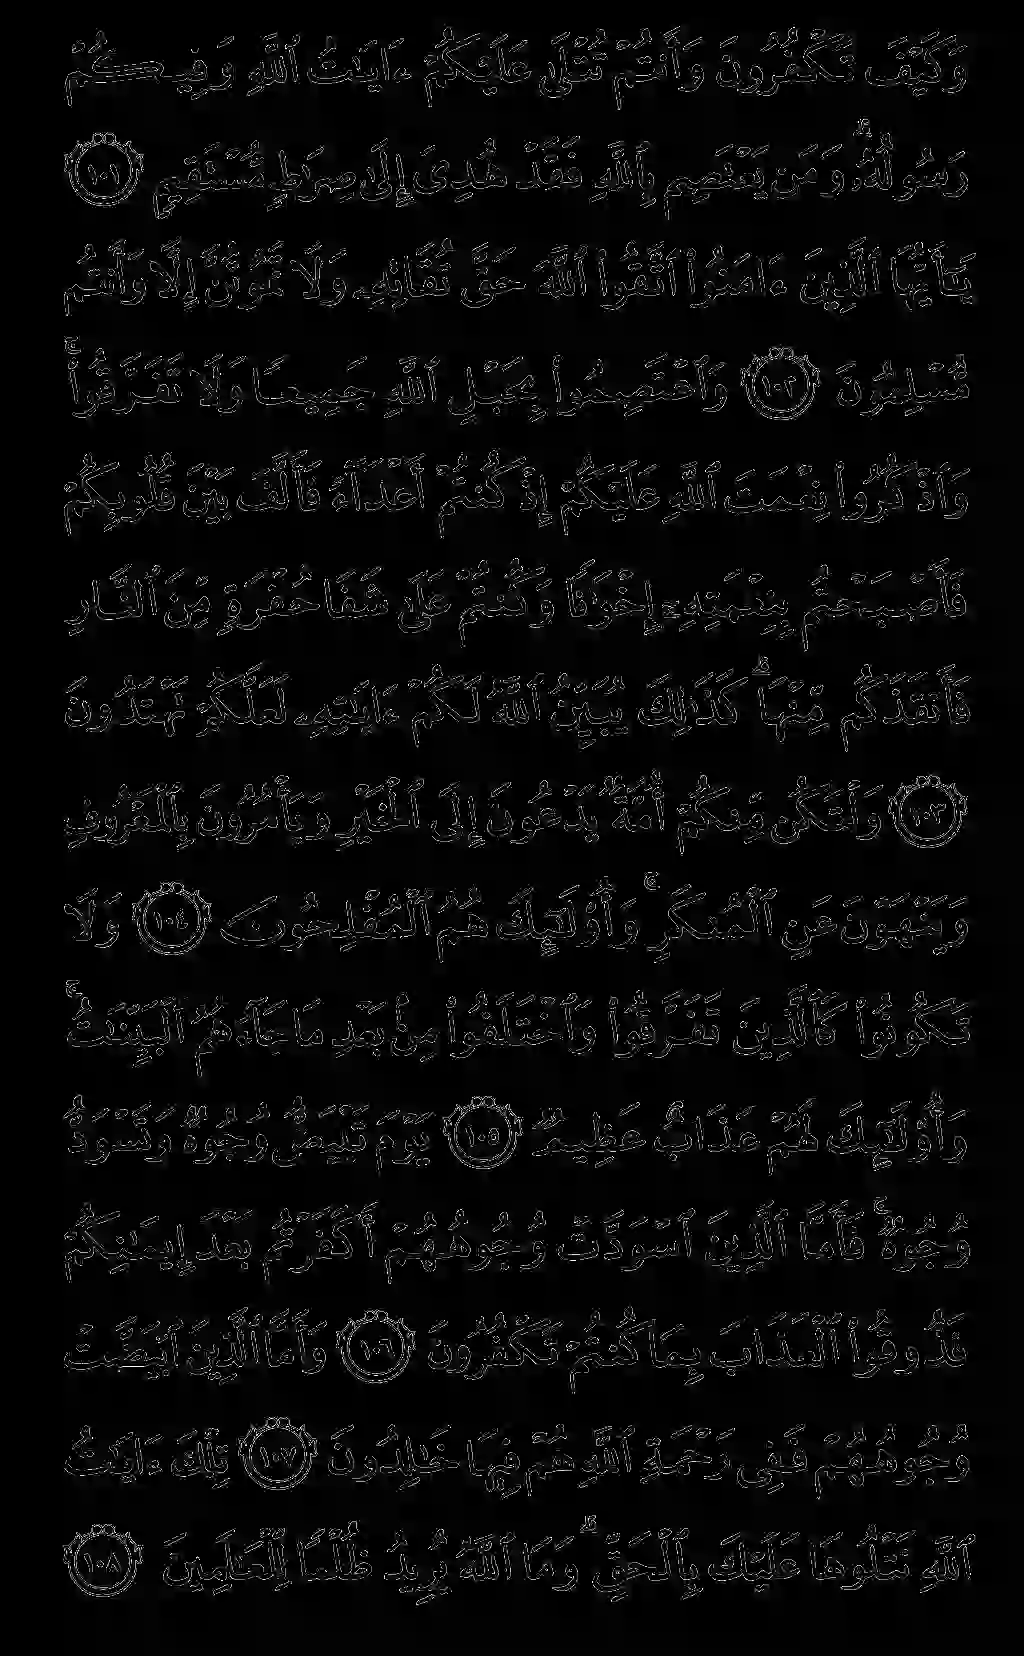 وَكَيْفَ تَكْفُرُونَ وَأَنتُمْ تُتْلَىٰ عَلَيْكُمْ ءَايَـٰتُ ٱللَّهِ وَفِيكُمْ
رَسُولُهُۥ ۗ وَمَن يَعْتَصِم بِٱللَّهِ فَقَدْ هُدِىَ إِلَىٰ صِرَٰطٍ مُّسْتَقِيمٍ ١٠١
يَـٰٓأَيُّهَا ٱلَّذِينَ ءَامَنُوا۟ ٱتَّقُوا۟ ٱللَّهَ حَقَّ تُقَاتِهِۦ وَلَا تَمُوتُنَّ إِلَّا وَأَنتُم
مُّسْلِمُونَ ١٠٢ وَٱعْتَصِمُوا۟ بِحَبْلِ ٱللَّهِ جَمِيعًا وَلَا تَفَرَّقُوا۟ ۚ
وَٱذْكُرُوا۟ نِعْمَتَ ٱللَّهِ عَلَيْكُمْ إِذْ كُنتُمْ أَعْدَآءً فَأَلَّفَ بَيْنَ قُلُوبِكُمْ
فَأَصْبَحْتُم بِنِعْمَتِهِۦٓ إِخْوَٰنًا وَكُنتُمْ عَلَىٰ شَفَا حُفْرَةٍ مِّنَ ٱلنَّارِ
فَأَنقَذَكُم مِّنْهَا ۗ كَذَٰلِكَ يُبَيِّنُ ٱللَّهُ لَكُمْ ءَايَـٰتِهِۦ لَعَلَّكُمْ تَهْتَدُونَ
١٠٣ وَلْتَكُن مِّنكُمْ أُمَّةٌ يَدْعُونَ إِلَى ٱلْخَيْرِ وَيَأْمُرُونَ بِٱلْمَعْرُوفِ
وَيَنْهَوْنَ عَنِ ٱلْمُنكَرِ ۚ وَأُو۟لَـٰٓئِكَ هُمُ ٱلْمُفْلِحُونَ ١٠٤ وَلَا
تَكُونُوا۟ كَٱلَّذِينَ تَفَرَّقُوا۟ وَٱخْتَلَفُوا۟ مِنۢ بَعْدِ مَا جَآءَهُمُ ٱلْبَيِّنَـٰتُ ۚ
وَأُو۟لَـٰٓئِكَ لَهُمْ عَذَابٌ عَظِيمٌ ١٠٥ يَوْمَ تَبْيَضُّ وُجُوهٌ وَتَسْوَدُّ
وُجُوهٌ ۚ فَأَمَّا ٱلَّذِينَ ٱسْوَدَّتْ وُجُوهُهُمْ أَكَفَرْتُم بَعْدَ إِيمَـٰنِكُمْ
فَذُوقُوا۟ ٱلْعَذَابَ بِمَا كُنتُمْ تَكْفُرُونَ ١٠٦ وَأَمَّا ٱلَّذِينَ ٱبْيَضَّتْ
وُجُوهُهُمْ فَفِى رَحْمَةِ ٱللَّهِ هُمْ فِيهَا خَـٰلِدُونَ ١٠٧ تِلْكَ ءَايَـٰتُ
ٱللَّهِ نَتْلُوهَا عَلَيْكَ بِٱلْحَقِّ ۗ وَمَا ٱللَّهُ يُرِيدُ ظُلْمًا لِّلْعَـٰلَمِينَ ١٠٨